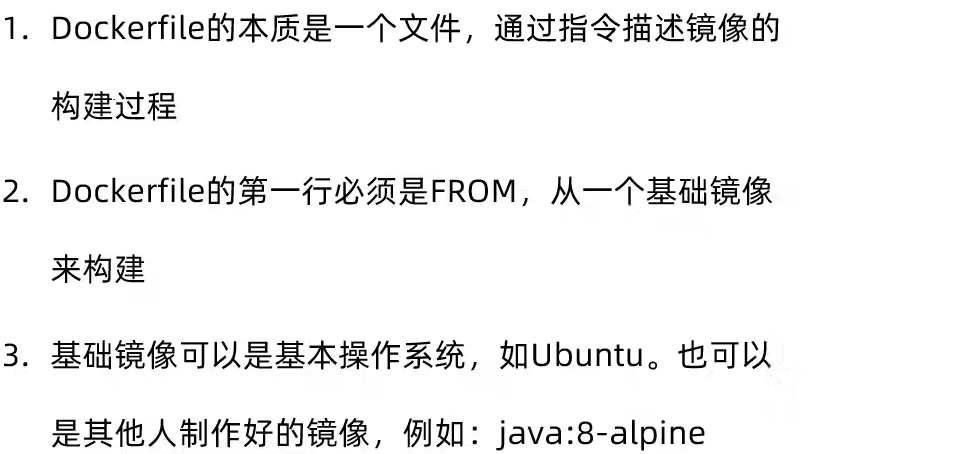 1. Dockerfile的本质是一个文件，通过指令描述镜像的
构建过程
2. Dockerfile的第一行必须是FROM，从一个基础镜像
来构建
3. 基础镜像可以是基本操作系统，如Ubuntu。也可以
是其他人制作好的镜像，例如：java:8-alpine